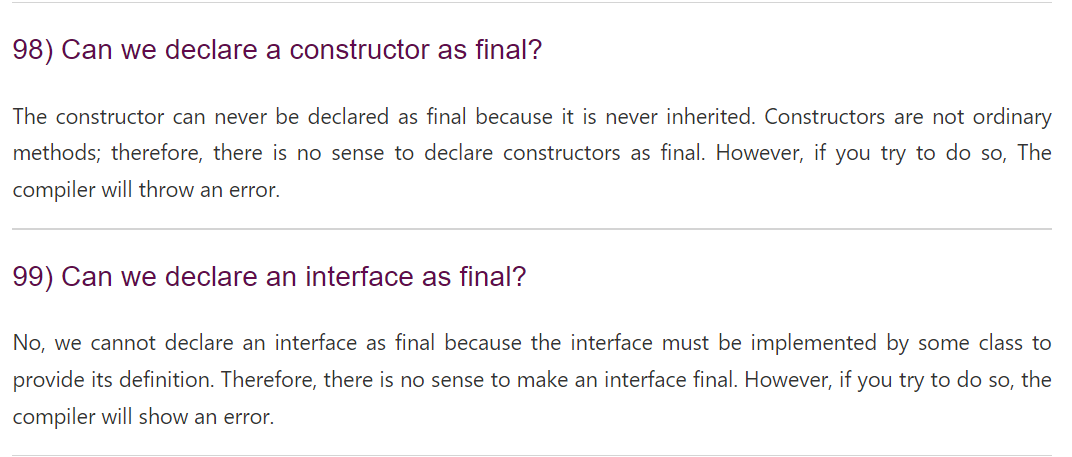 98) Can we declare a constructor as final?
The constructor can never be declared as final because it is never inherited. Constructors are not ordinary
methods; therefore, there is no sense to declare constructors as final. However, if you try to do so, The
compiler will throw an error.
99) Can we declare an interface as final?
No, we cannot declare an interface as final because the interface must be implemented by some class to
provide its definition. Therefore, there is no sense to make an interface final. However, if you try to do so, the
compiler will show an error.